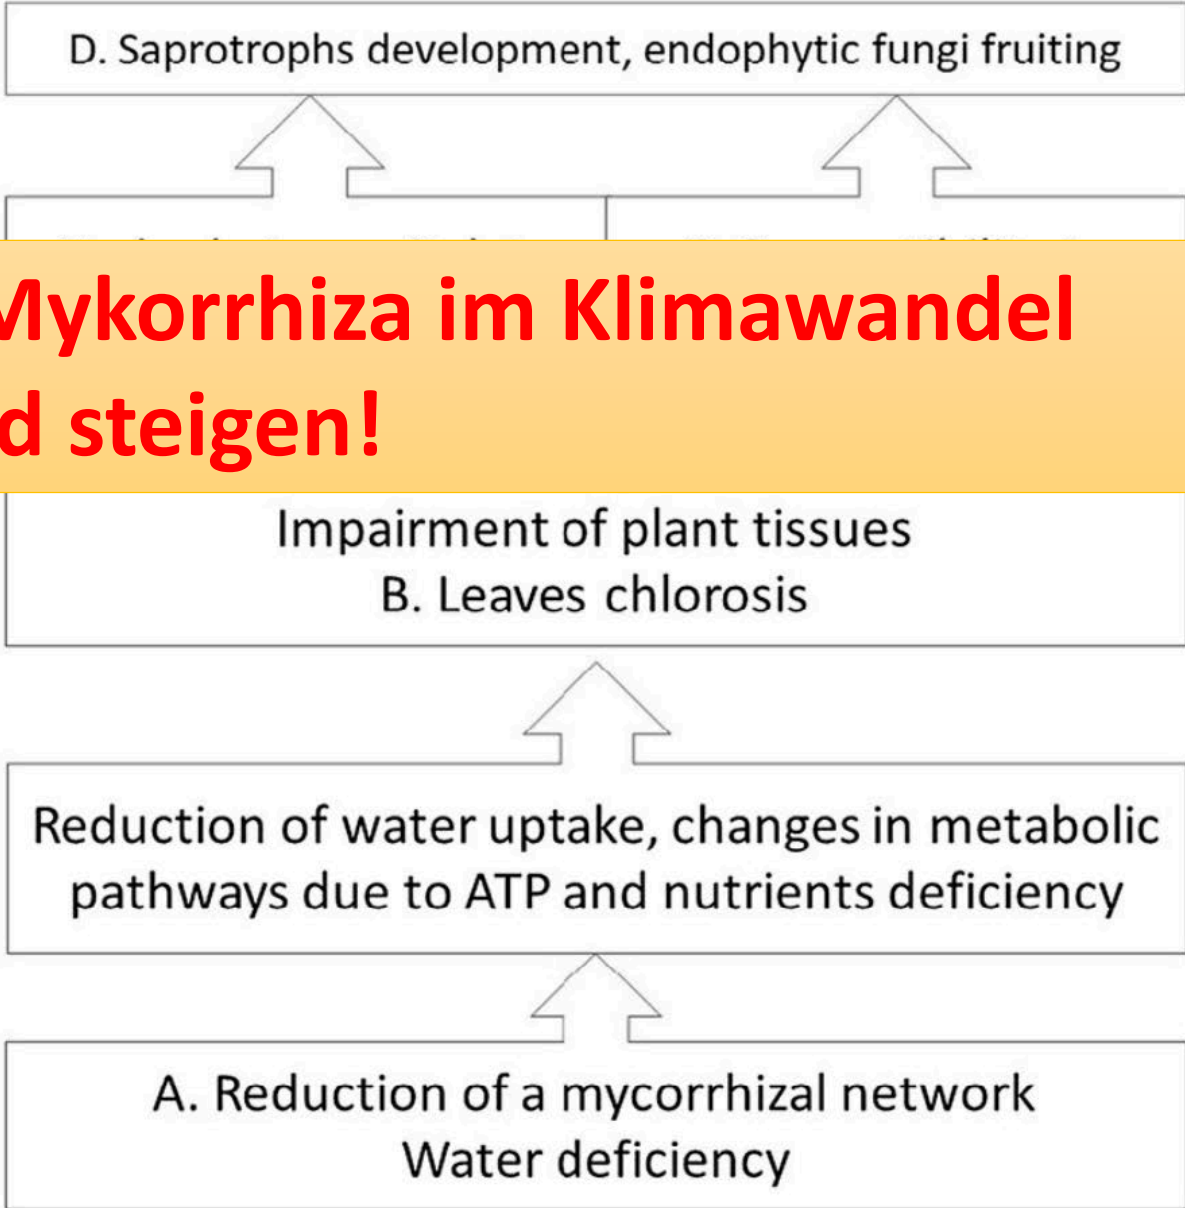 D. Saprotrophs development, endophytic fungi fruiting
Mykorrhiza im Klimawandel
steigen!
Impairment of plant tissues
B. Leaves chlorosis
Reduction of water uptake, changes in metabolic
pathways due to ATP and nutrients deficiency
A. Reduction of a mycorrhizal network
Water deficiency